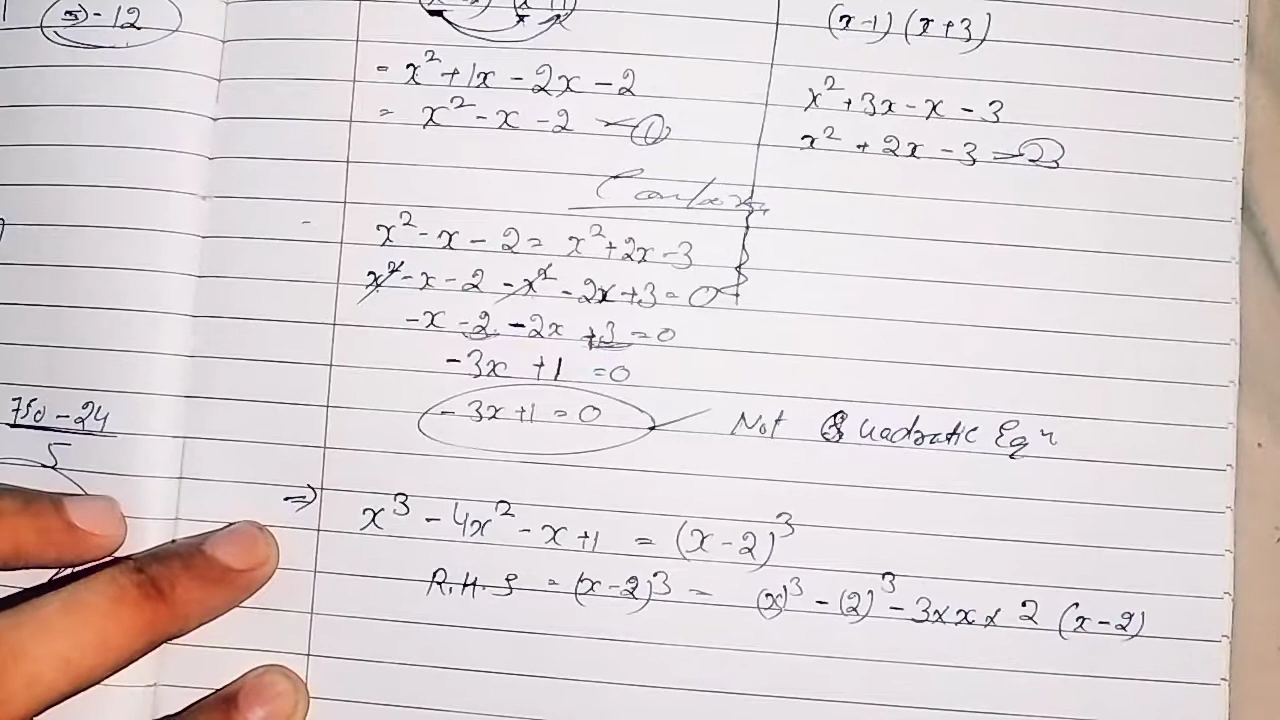 5) - 12
(x-1) (x+3)
= x² + 1x - 2x - 2
= x² - x - 2 → ①
x² + 3x - x - 3
x² + 2x - 3 → ②
x² - x - 2 = x² + 2x - 3
x² - x - 2 - x² - 2x + 3 = 0
-x - 2 - 2x + 3 = 0
-3x + 1 = 0
-3x + 1 = 0 Not Quadratic Eqn
750 - 24
5
⇒ x³ - 4x² - x + 1 = (x-2)³
R.H.S = (x-2)³ = (x)³ - (2)³ - 3×x×2 (x-2)